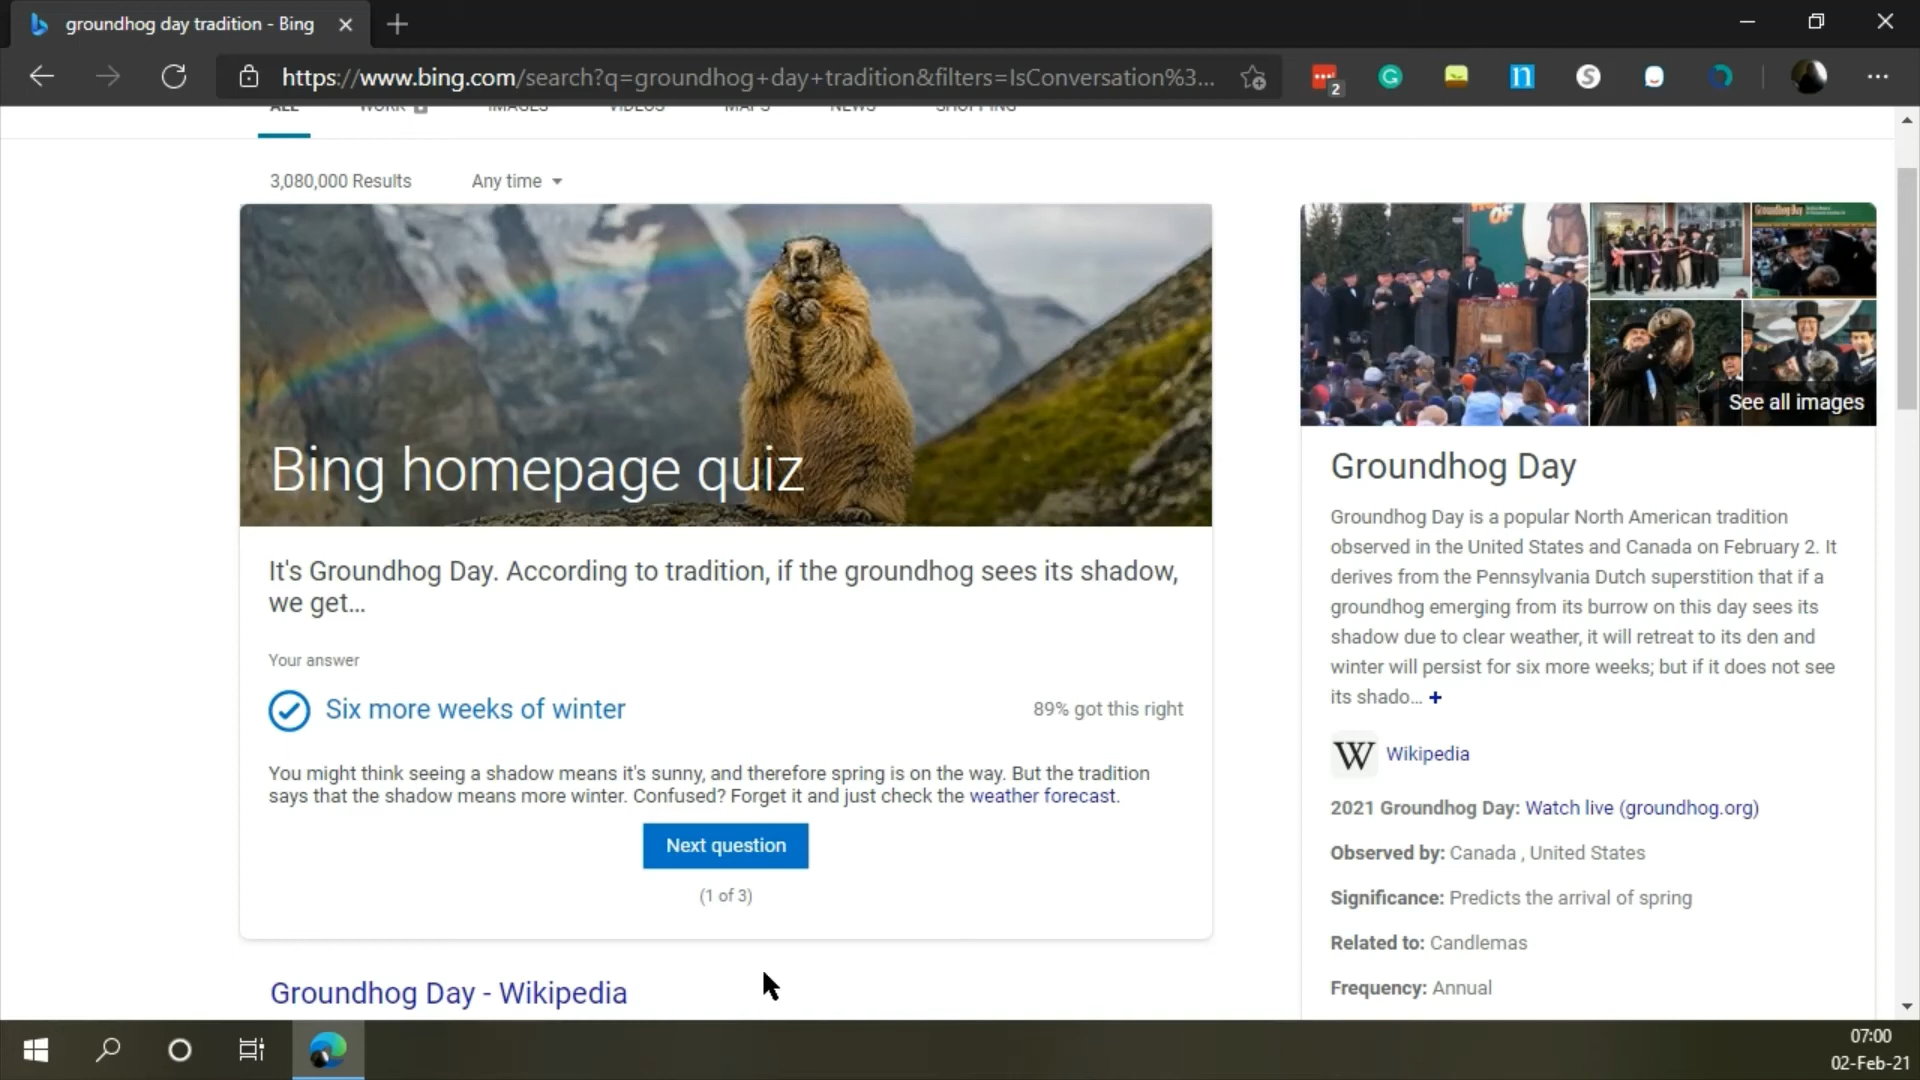 groundhog day tradition - Bing
https://www.bing.com/search?q=groundhog+day+tradition&filters=IsConversation%3...
2
ALL WORK IMAGES VIDEOS MAPS NEWS SHOPPING
3,080,000 Results Any time
Bing homepage quiz
It's Groundhog Day. According to tradition, if the groundhog sees its shadow,
we get...
Your answer
Six more weeks of winter
89% got this right
You might think seeing a shadow means it's sunny, and therefore spring is on the way. But the tradition
says that the shadow means more winter. Confused? Forget it and just check the weather forecast.
Next question
(1 of 3)
Groundhog Day - Wikipedia
OF
Groundhog Day
See all images
Groundhog Day
Groundhog Day is a popular North American tradition
observed in the United States and Canada on February 2. It
derives from the Pennsylvania Dutch superstition that if a
groundhog emerging from its burrow on this day sees its
shadow due to clear weather, it will retreat to its den and
winter will persist for six more weeks; but if it does not see
its shado... +
W Wikipedia
2021 Groundhog Day: Watch live (groundhog.org)
Observed by: Canada , United States
Significance: Predicts the arrival of spring
Related to: Candlemas
Frequency: Annual
07:00
02-Feb-21